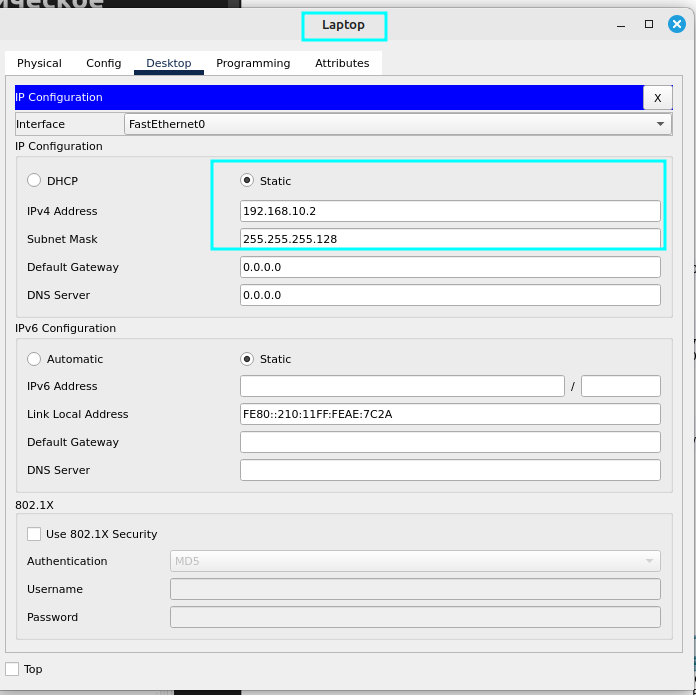 Laptop
Physical Config Desktop Programming Attributes
IP Configuration X
Interface FastEthernet0
IP Configuration
DHCP Static
IPv4 Address 192.168.10.2
Subnet Mask 255.255.255.128
Default Gateway 0.0.0.0
DNS Server 0.0.0.0
IPv6 Configuration
Automatic Static
IPv6 Address /
Link Local Address FE80::210:11FF:FEAE:7C2A
Default Gateway
DNS Server
802.1X
Use 802.1X Security
Authentication MD5
Username
Password
Top